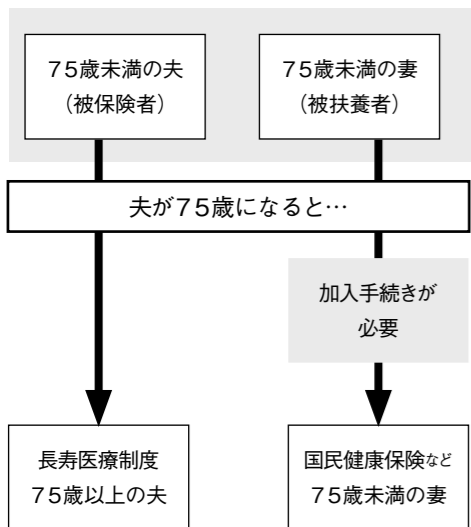 75歳未満の夫
（被保険者）
75歳未満の妻
（被扶養者）
夫が75歳になると…
加入手続きが
必要
長寿医療制度
75歳以上の夫
国民健康保険など
75歳未満の妻